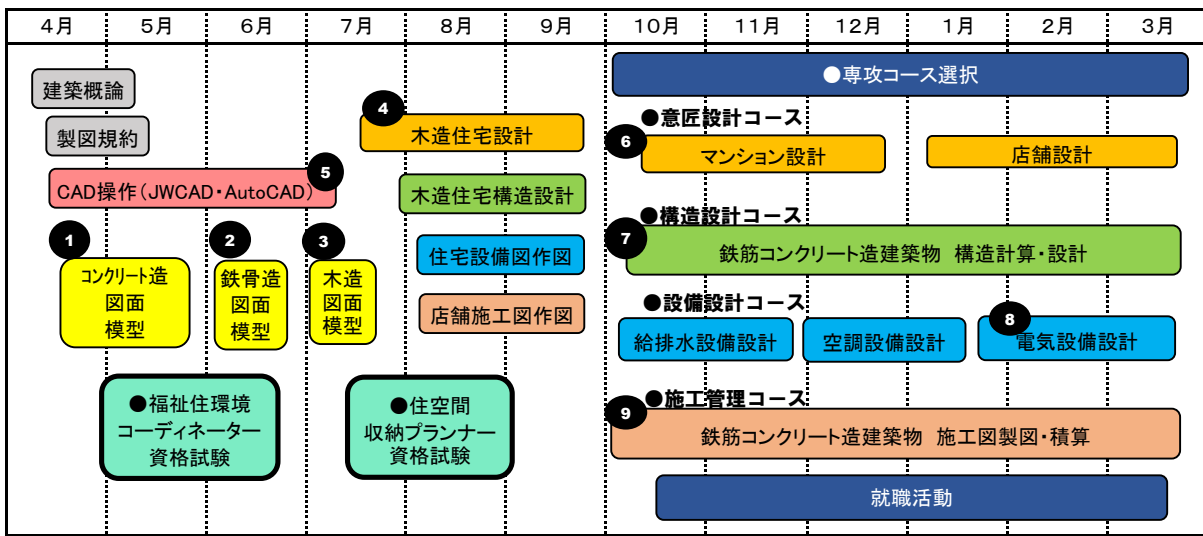 4月 5月 6月 7月 8月 9月 10月 11月 12月 1月 2月 3月
●専攻コース選択
建築概論
製図規約
CAD操作(JWCAD・AutoCAD)
5
1
コンクリート造
図面
模型
2
鉄骨造
図面
模型
3
木造
図面
模型
4
木造住宅設計
木造住宅構造設計
住宅設備図作図
店舗施工図作図
●福祉住環境
コーディネーター
資格試験
●住空間
収納プランナー
資格試験
●意匠設計コース
6
マンション設計
店舗設計
●構造設計コース
7
鉄筋コンクリート造建築物 構造計算・設計
●設備設計コース
給排水設備設計
空調設備設計
8
電気設備設計
●施工管理コース
9
鉄筋コンクリート造建築物 施工図製図・積算
就職活動